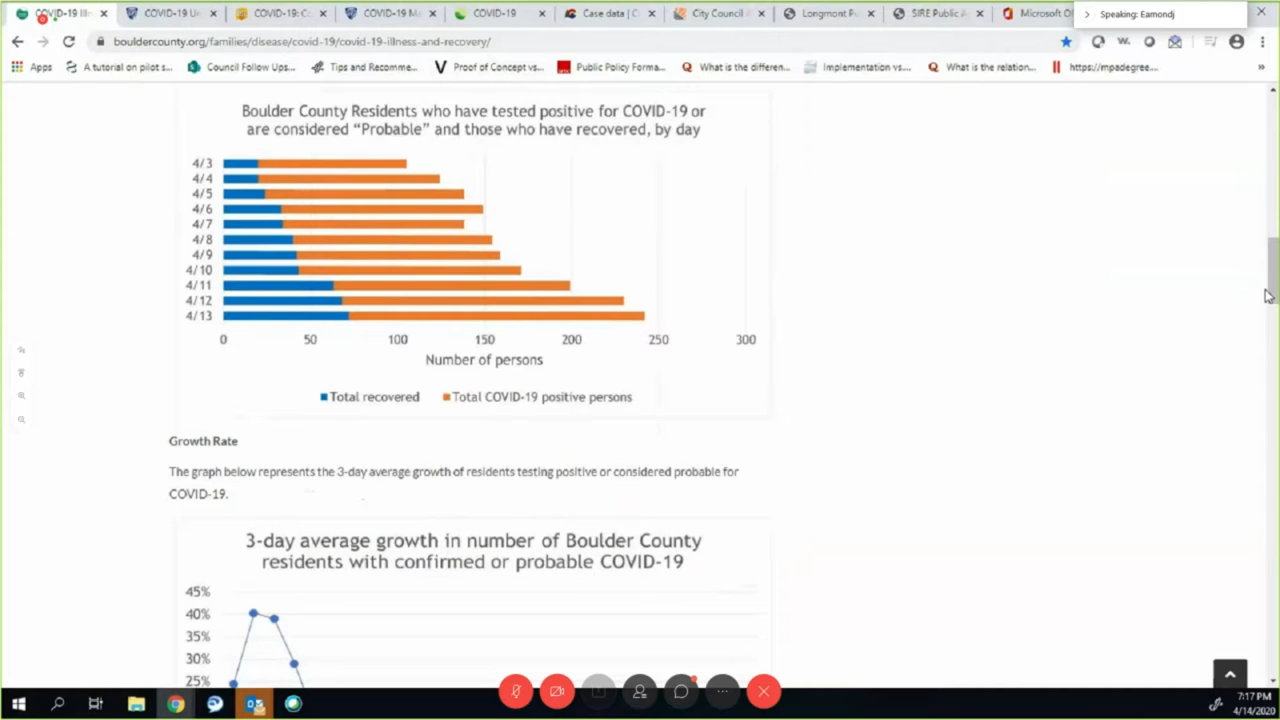 COVID-19 Ill
COVID-19 U
COVID-19: Co
COVID-19 M
COVID-19
Case data | C
City Council A
Longmont P
SIRE Public A
Microsoft O
Speaking: Eamondj
bouldercounty.org/families/disease/covid-19/covid-19-illness-and-recovery/
Apps
A tutorial on pilot s...
Council Follow Ups...
Tips and Recomme...
Proof of Concept vs...
Public Policy Forma...
What is the differen...
Implementation vs....
What is the relation...
https://mpadegree...
»
Boulder County Residents who have tested positive for COVID-19 or
are considered "Probable" and those who have recovered, by day
4/3
4/4
4/5
4/6
4/7
4/8
4/9
4/10
4/11
4/12
4/13
0 50 100 150 200 250 300
Number of persons
Total recovered Total COVID-19 positive persons
Growth Rate
The graph below represents the 3-day average growth of residents testing positive or considered probable for
COVID-19.
3-day average growth in number of Boulder County
residents with confirmed or probable COVID-19
45%
40%
35%
30%
25%
7:17 PM
4/14/2020